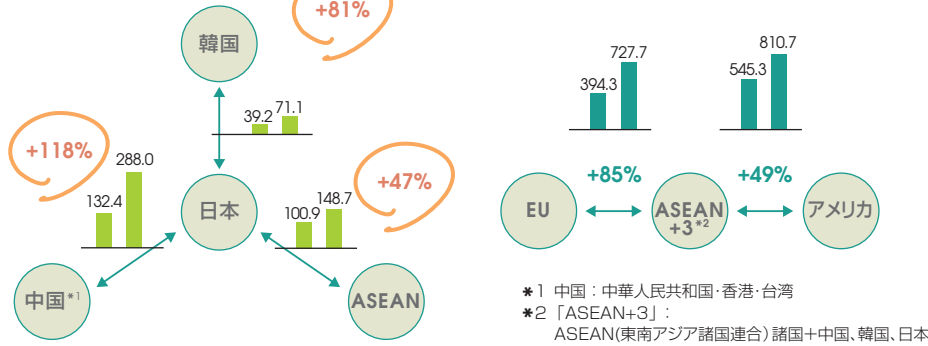 +81%
韓国
39.2 71.1
+118%
132.4 288.0
日本
+47%
100.9 148.7
中国*1
ASEAN
394.3 727.7
545.3 810.7
+85%
+49%
EU
ASEAN
+3*2
アメリカ
*1 中国：中華人民共和国・香港・台湾
*2 「ASEAN+3」：
ASEAN(東南アジア諸国連合)諸国＋中国、韓国、日本